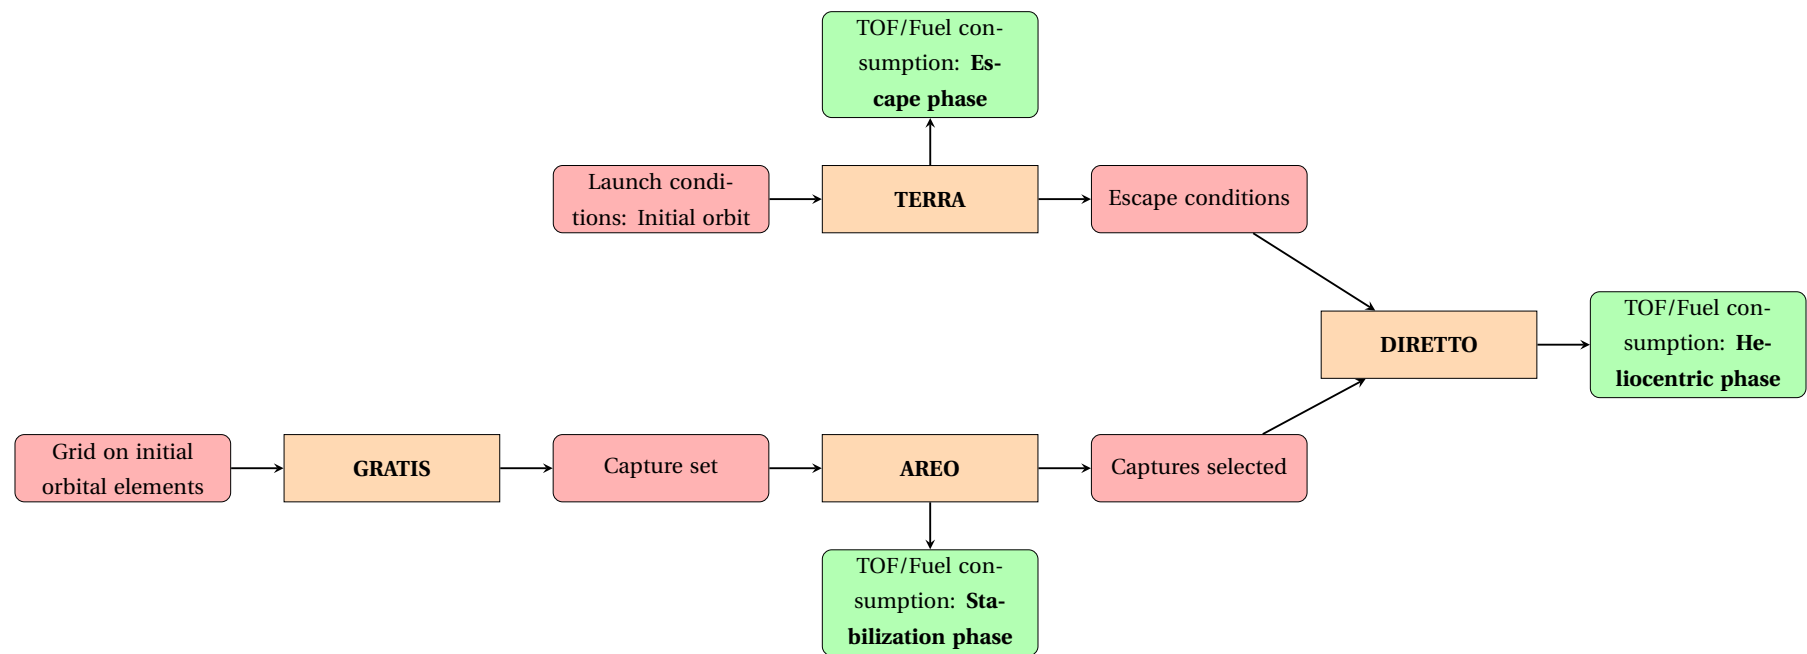 TOF/Fuel con-
sumption: Es-
cape phase
Launch condi-
tions: Initial orbit
TERRA
Escape conditions
DIRETTO
TOF/Fuel con-
sumption: He-
liocentric phase
Grid on initial
orbital elements
GRATIS
Capture set
AREO
Captures selected
TOF/Fuel con-
sumption: Sta-
bilization phase